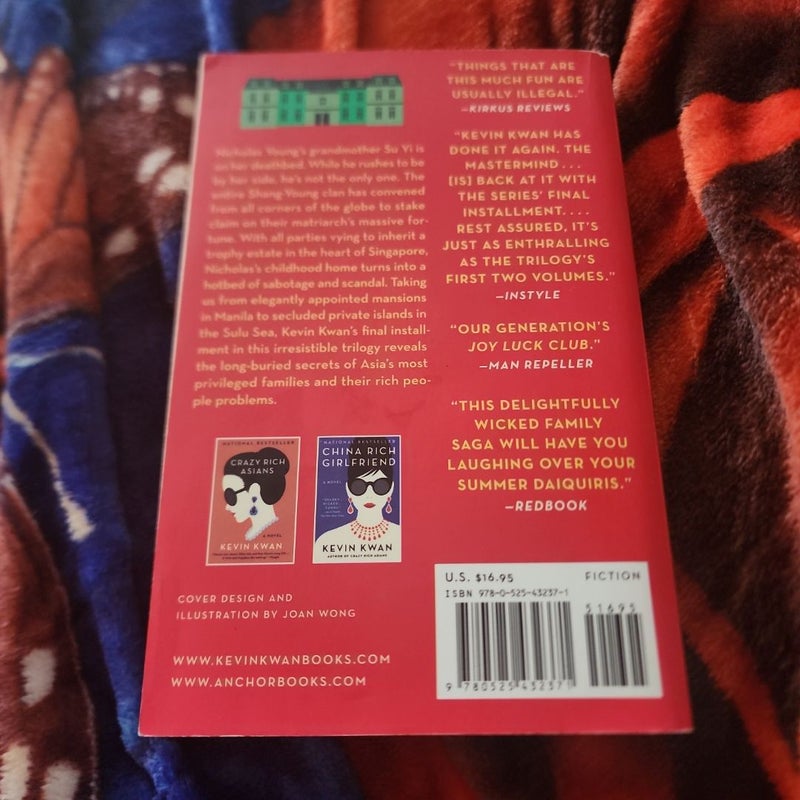 Nicholas Young's grandmother Su Yi is
on her deathbed. While he rushes to be
by her side, he's not the only one. The
entire Shang-Young clan has convened
from all corners of the globe to stake
claim on their matriarch's massive for-
tune. With all parties vying to inherit a
trophy estate in the heart of Singapore,
Nicholas's childhood home turns into a
hotbed of sabotage and scandal. Taking
us from elegantly appointed mansions
in Manila to secluded private islands in
the Sulu Sea, Kevin Kwan's final install-
ment in this irresistible trilogy reveals
the long-buried secrets of Asia's most
privileged families and their rich peo-
ple problems.
"THINGS THAT ARE
THIS MUCH FUN ARE
USUALLY ILLEGAL."
—KIRKUS REVIEWS
"KEVIN KWAN HAS
DONE IT AGAIN. THE
MASTERMIND . . .
[IS] BACK AT IT WITH
THE SERIES' FINAL
INSTALLMENT. . . .
REST ASSURED, IT'S
JUST AS ENTHRALLING
AS THE TRILOGY'S
FIRST TWO VOLUMES."
—INSTYLE
"OUR GENERATION'S
JOY LUCK CLUB."
—MAN REPELLER
"THIS DELIGHTFULLY
WICKED FAMILY
SAGA WILL HAVE YOU
LAUGHING OVER YOUR
SUMMER DAIQUIRIS."
—REDBOOK
NATIONAL BESTSELLER
CRAZY RICH
ASIANS
A NOVEL
KEVIN KWAN
NATIONAL BESTSELLER
CHINA RICH
GIRLFRIEND
A NOVEL
KEVIN KWAN
AUTHOR OF CRAZY RICH ASIANS
COVER DESIGN AND
ILLUSTRATION BY JOAN WONG
WWW.KEVINKWANBOOKS.COM
WWW.ANCHORBOOKS.COM
U.S. $16.95 FICTION
ISBN 978-0-525-43237-1
51695
9 780525 432371